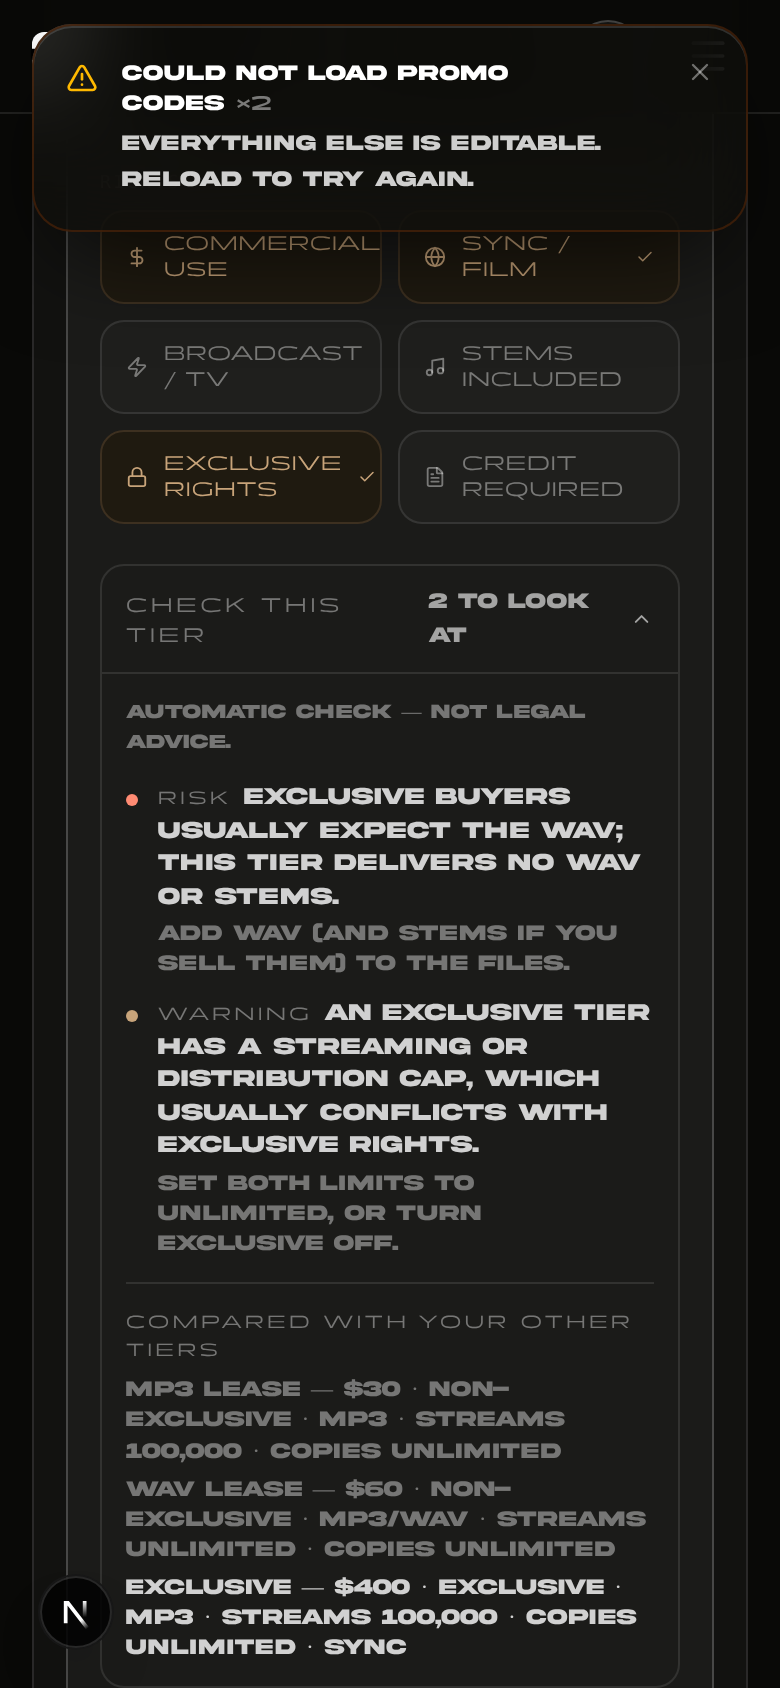 COULD NOT LOAD PROMO
CODES ×2
EVERYTHING ELSE IS EDITABLE.
RELOAD TO TRY AGAIN.
COMMERCIAL
USE
SYNC /
FILM
BROADCAST
/ TV
STEMS
INCLUDED
EXCLUSIVE
RIGHTS
CREDIT
REQUIRED
CHECK THIS
TIER
2 TO LOOK
AT
AUTOMATIC CHECK — NOT LEGAL
ADVICE.
RISK EXCLUSIVE BUYERS
USUALLY EXPECT THE WAV;
THIS TIER DELIVERS NO WAV
OR STEMS.
ADD WAV (AND STEMS IF YOU
SELL THEM) TO THE FILES.
WARNING AN EXCLUSIVE TIER
HAS A STREAMING OR
DISTRIBUTION CAP, WHICH
USUALLY CONFLICTS WITH
EXCLUSIVE RIGHTS.
SET BOTH LIMITS TO
UNLIMITED, OR TURN
EXCLUSIVE OFF.
COMPARED WITH YOUR OTHER
TIERS
MP3 LEASE — $30 · NON-
EXCLUSIVE · MP3 · STREAMS
100,000 · COPIES UNLIMITED
WAV LEASE — $60 · NON-
EXCLUSIVE · MP3/WAV · STREAMS
UNLIMITED · COPIES UNLIMITED
EXCLUSIVE — $400 · EXCLUSIVE ·
MP3 · STREAMS 100,000 · COPIES
UNLIMITED · SYNC
N